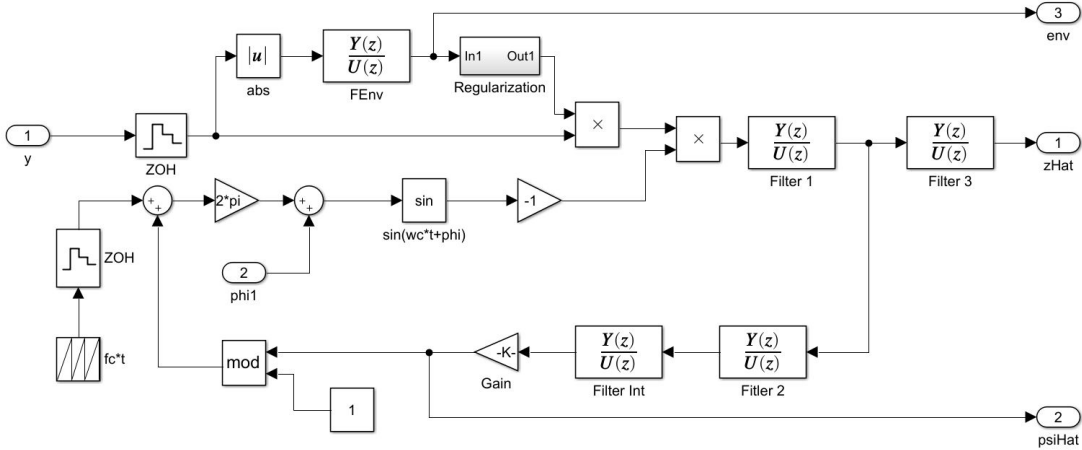 3
env
|u|
abs
Y(z)
U(z)
FEnv
In1 Out1
Regularization
1
y
ZOH
×
×
Y(z)
U(z)
Filter 1
Y(z)
U(z)
Filter 3
1
zHat
+
+
2*pi
+
+
sin
sin(wc*t+phi)
-1
ZOH
2
phi1
fc*t
mod
1
-K-
Gain
Y(z)
U(z)
Filter Int
Y(z)
U(z)
Fitler 2
2
psiHat